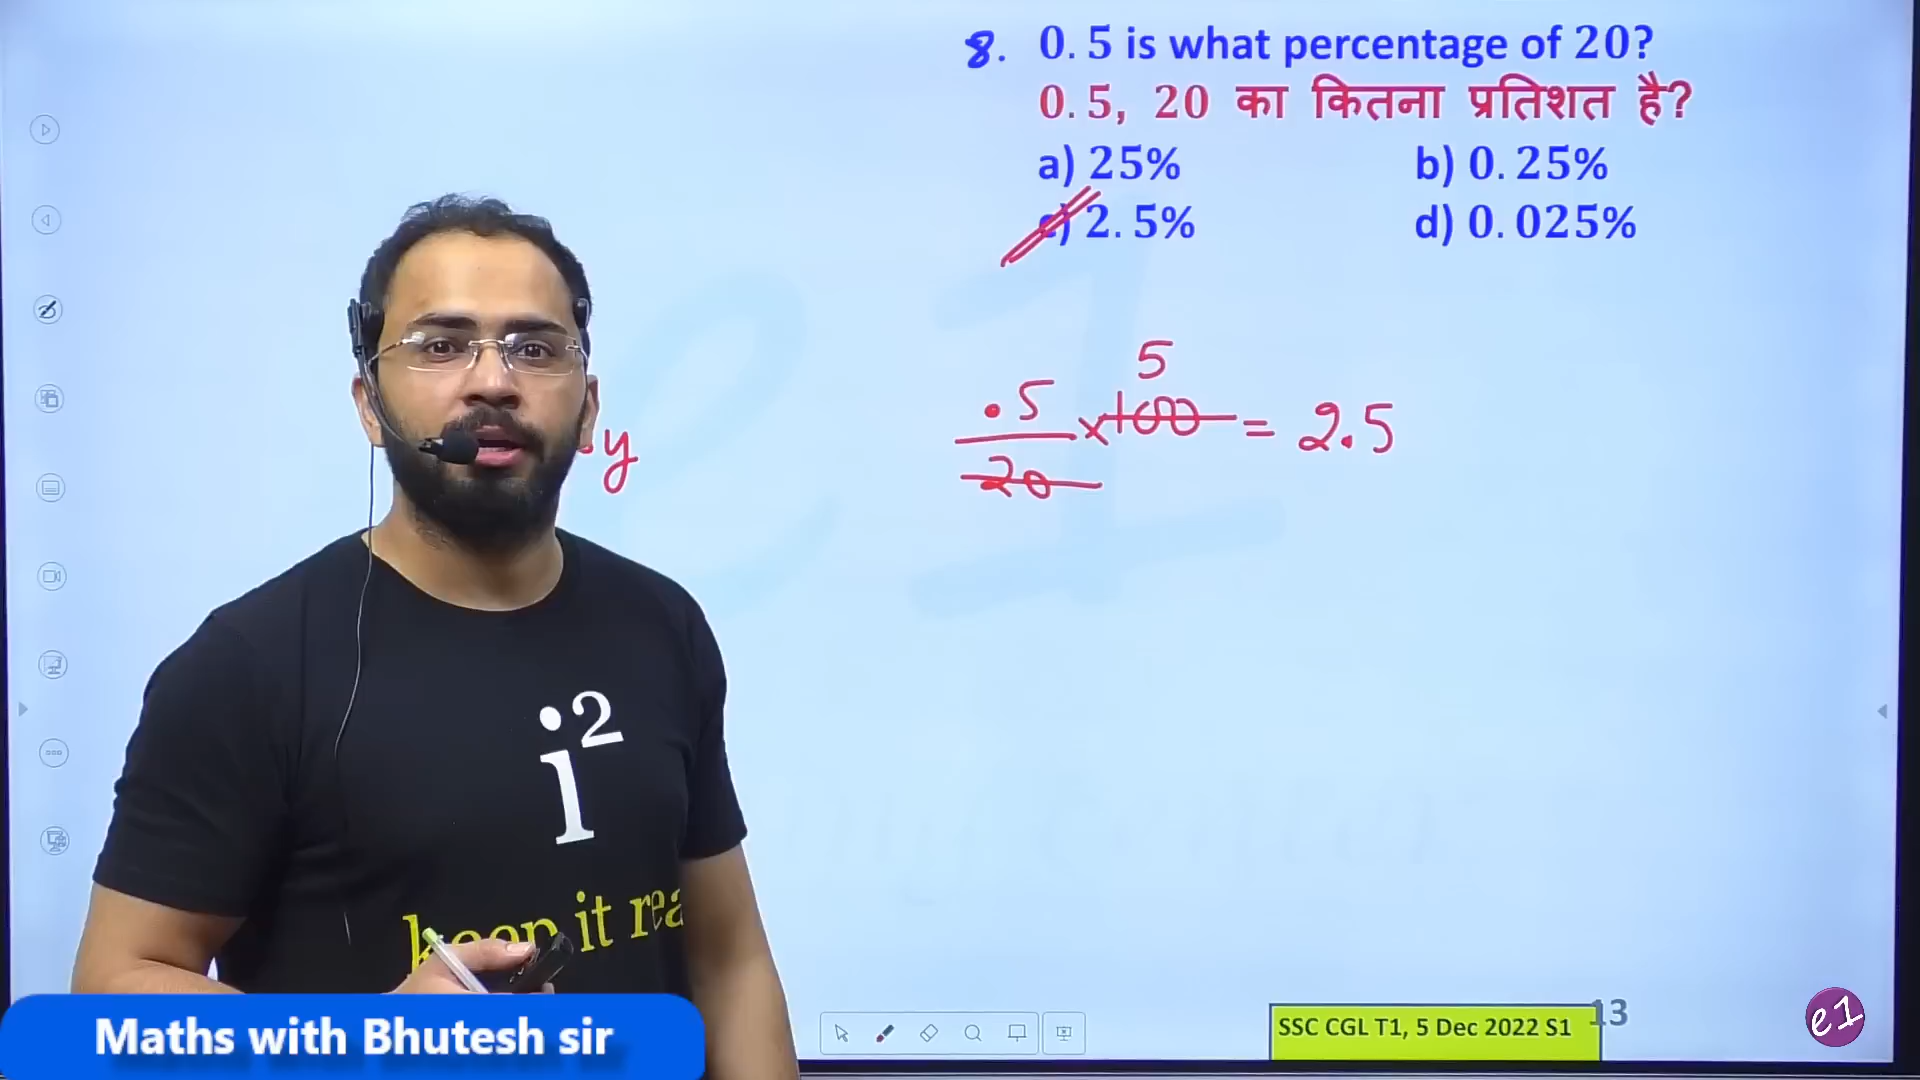 8. 0.5 is what percentage of 20?
0.5, 20 का कितना प्रतिशत है?
a) 25% b) 0.25%
c) 2.5% d) 0.025%
.5/20 × 100 = 2.5
5
y
i²
keep it rea
Maths with Bhutesh sir
SSC CGL T1, 5 Dec 2022 S1
13
e1